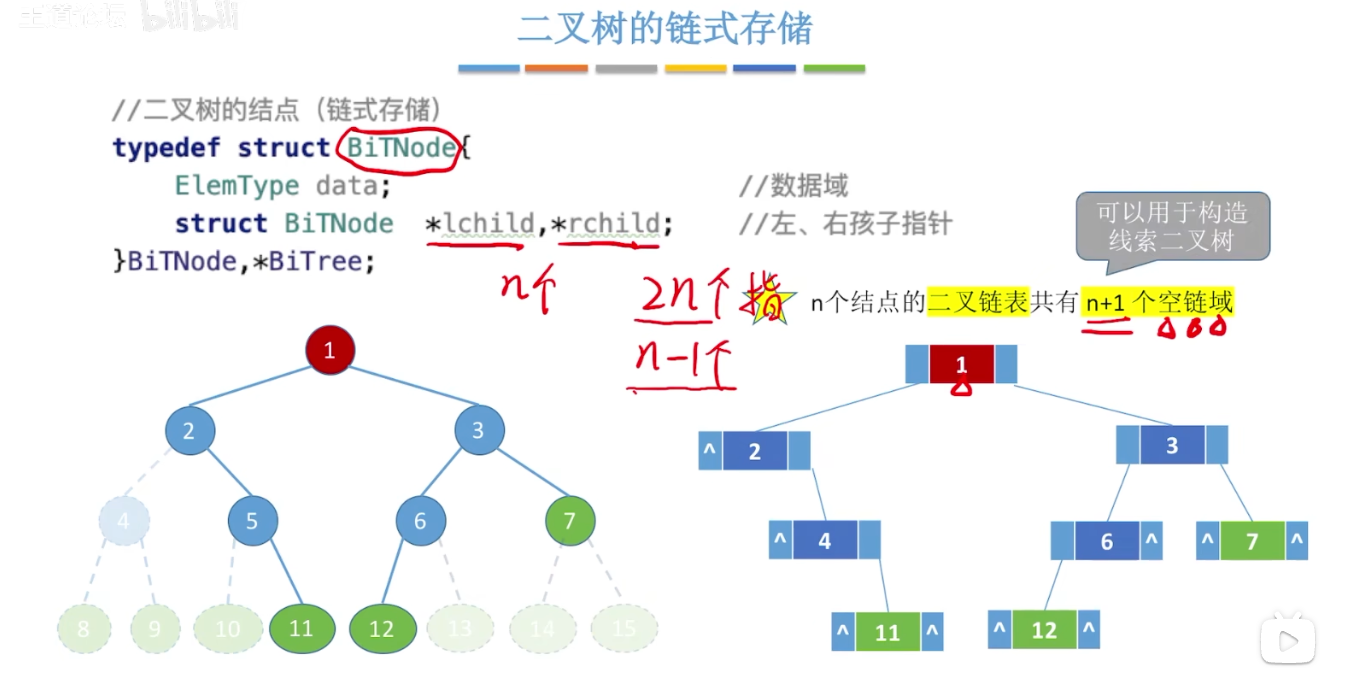 bilibili
二叉树的链式存储
//二叉树的结点（链式存储）
typedef struct BiTNode{
ElemType data; //数据域
struct BiTNode *lchild,*rchild; //左、右孩子指针
}BiTNode,*BiTree;
可以用于构造
线索二叉树
n个 2n个 指
n个结点的二叉链表共有 n+1 个空链域
n-1个
1
2 3
4 5 6 7
8 9 10 11 12 13 14 15
1
^ 2 3
^ 4 6 ^ ^ 7 ^
^ 11 ^ ^ 12 ^